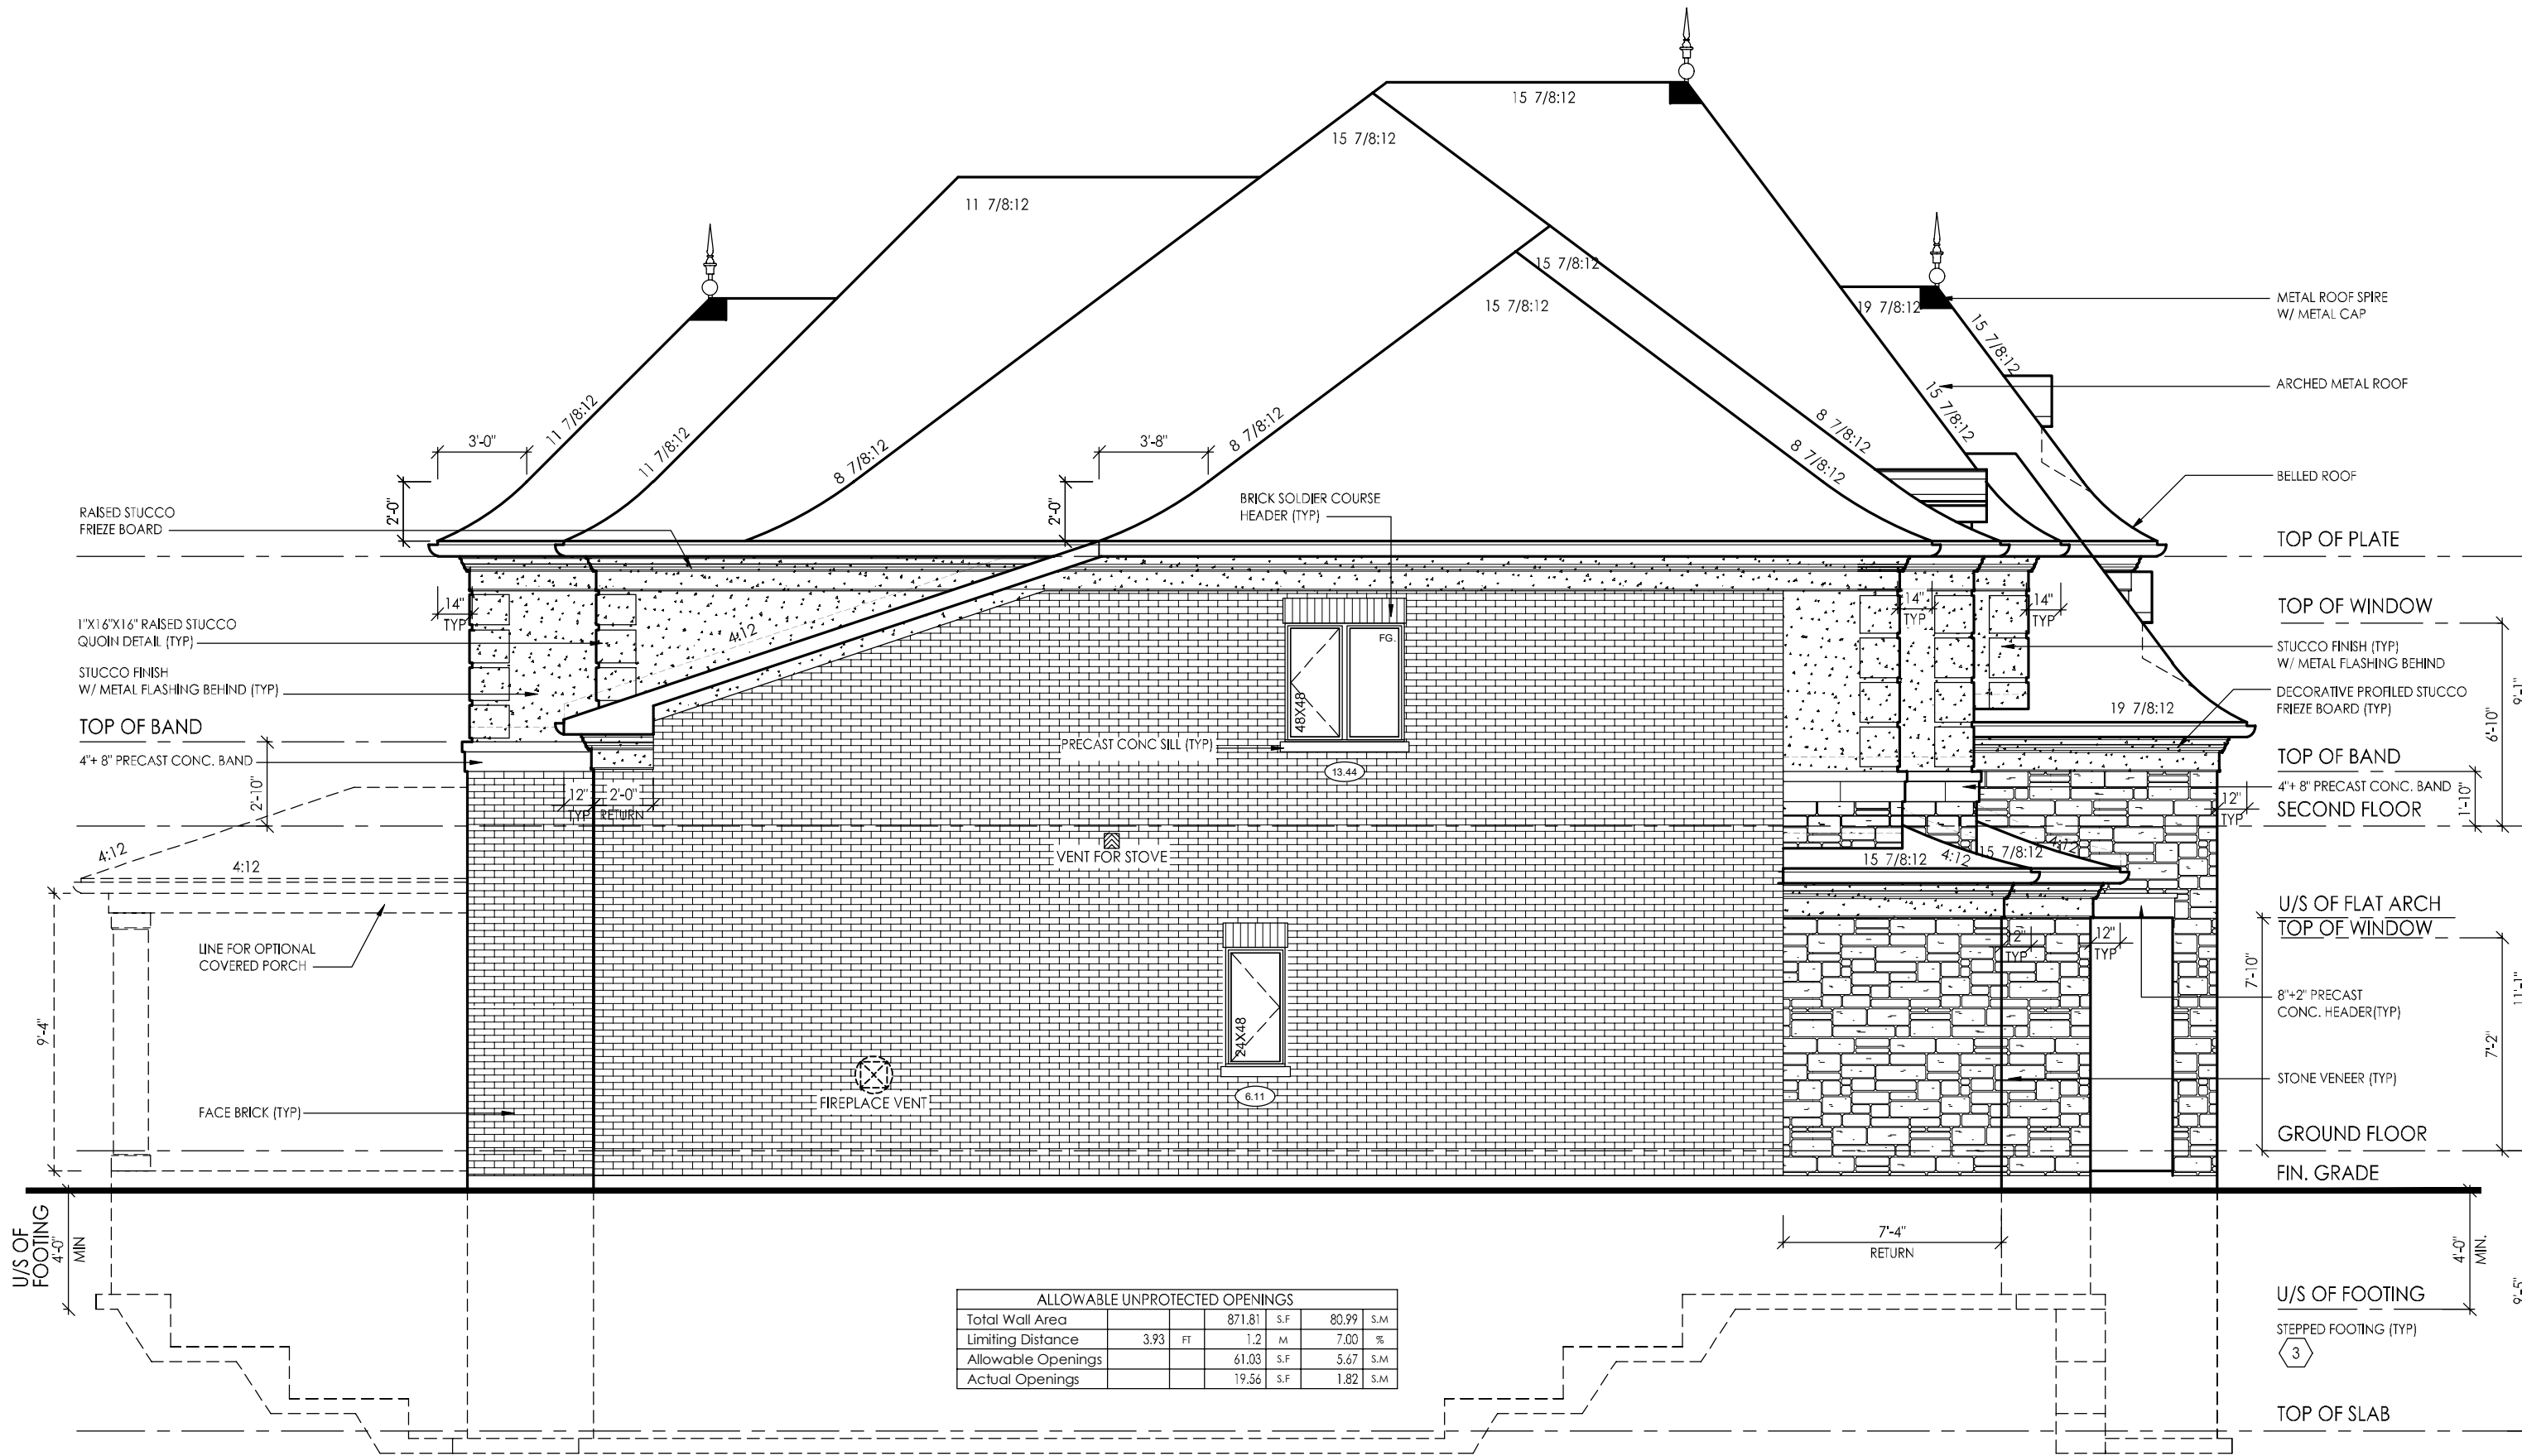 15 7/8:12
15 7/8:12
11 7/8:12
15 7/8:12
15 7/8:12
19 7/8:12
15 7/8:12
METAL ROOF SPIRE
W/ METAL CAP
ARCHED METAL ROOF
15 7/8:12
11 7/8:12
11 7/8:12
8 7/8:12
8 7/8:12
8 7/8:12
8 7/8:12
3'-0"
3'-8"
2'-0"
2'-0"
BELLED ROOF
BRICK SOLDIER COURSE
HEADER (TYP)
RAISED STUCCO
FRIEZE BOARD
TOP OF PLATE
14"
TYP
14"
TYP
14"
TYP
TOP OF WINDOW
1"X16"X16" RAISED STUCCO
QUOIN DETAIL (TYP)
4:12
FG.
48X48
STUCCO FINISH (TYP)
W/ METAL FLASHING BEHIND
STUCCO FINISH
W/ METAL FLASHING BEHIND (TYP)
DECORATIVE PROFILED STUCCO
FRIEZE BOARD (TYP)
9'-1"
6'-10"
19 7/8:12
TOP OF BAND
PRECAST CONC SILL (TYP)
13.44
TOP OF BAND
4"+ 8" PRECAST CONC. BAND
4"+ 8" PRECAST CONC. BAND
2'-10"
12"
TYP
2'-0"
RETURN
12"
TYP
1'-10"
SECOND FLOOR
VENT FOR STOVE
4:12
4:12
15 7/8:12
4:12
15 7/8:12
4:12
U/S OF FLAT ARCH
TOP OF WINDOW
LINE FOR OPTIONAL
COVERED PORCH
12"
TYP
12"
TYP
7'-10"
11'-1"
7'-2"
8"+2" PRECAST
CONC. HEADER(TYP)
9'-4"
24X48
STONE VENEER (TYP)
FIREPLACE VENT
6.11
FACE BRICK (TYP)
GROUND FLOOR
FIN. GRADE
U/S OF
FOOTING
4'-0"
MIN
7'-4"
RETURN
4'-0"
MIN.
9'-5"
U/S OF FOOTING
STEPPED FOOTING (TYP)
3
TOP OF SLAB
ALLOWABLE UNPROTECTED OPENINGS
Total Wall Area 871.81 S.F 80.99 S.M
Limiting Distance 3.93 FT 1.2 M 7.00 %
Allowable Openings 61.03 S.F 5.67 S.M
Actual Openings 19.56 S.F 1.82 S.M